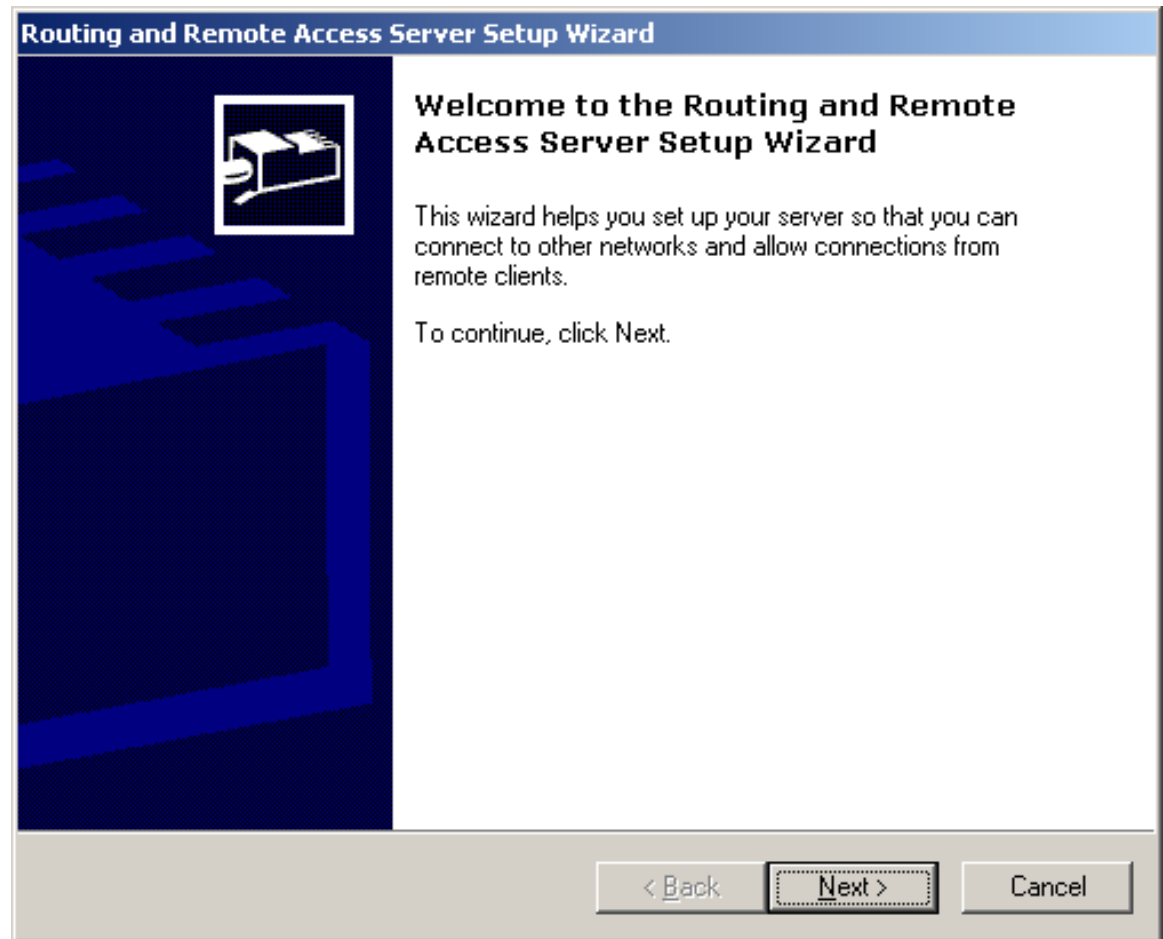 Routing and Remote Access Server Setup Wizard
Welcome to the Routing and Remote
Access Server Setup Wizard
This wizard helps you set up your server so that you can
connect to other networks and allow connections from
remote clients.
To continue, click Next.
< Back Next > Cancel